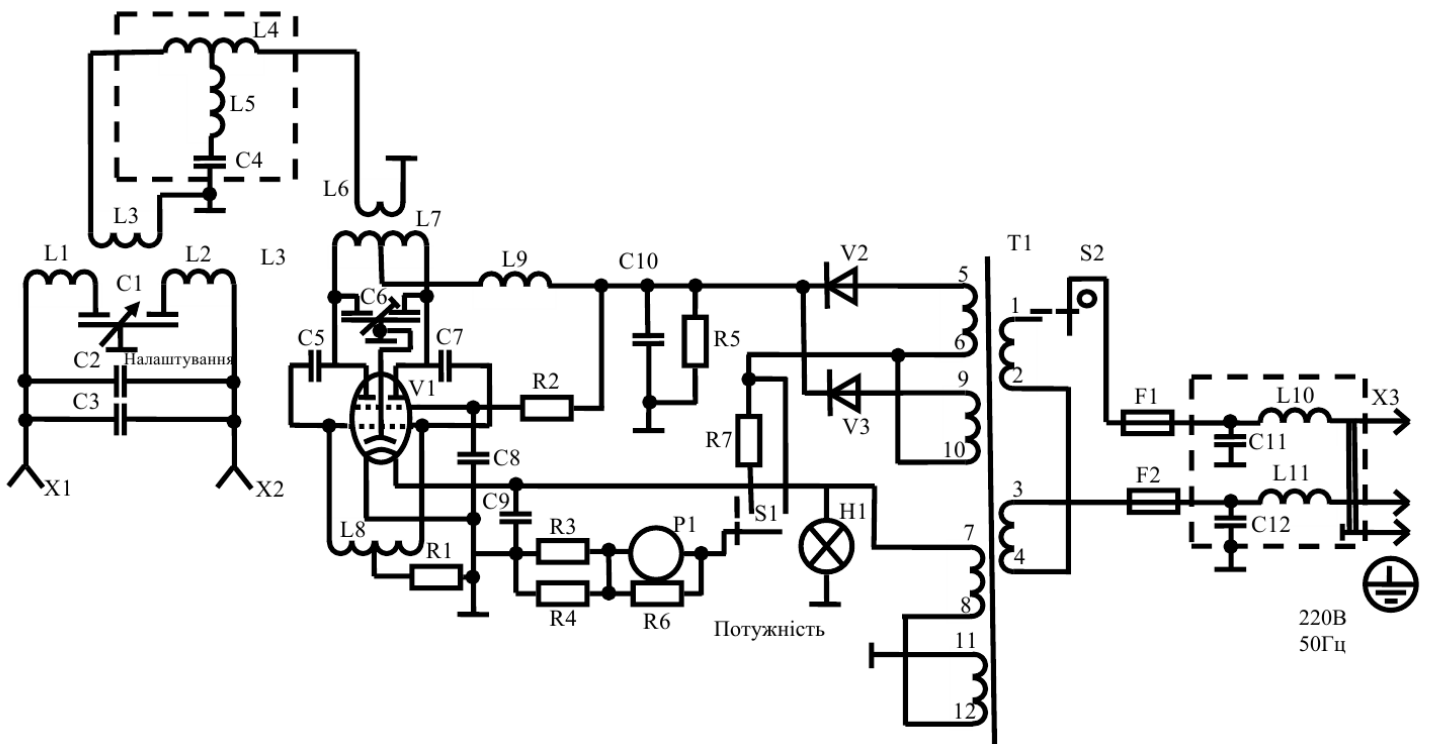 L4
L5
C4
L6
L3
L7
L1
L2
L3
C1
C6
L9
C10
V2
T1
S2
5
1
C2
Налаштування
C5
C7
R5
6
2
V1
R2
9
C3
V3
F1
L10
X3
R7
10
C11
X1
X2
C8
C9
S1
H1
3
F2
L11
L8
R3
P1
7
C12
R1
4
R4
R6
8
Потужність
11
220В
50Гц
12